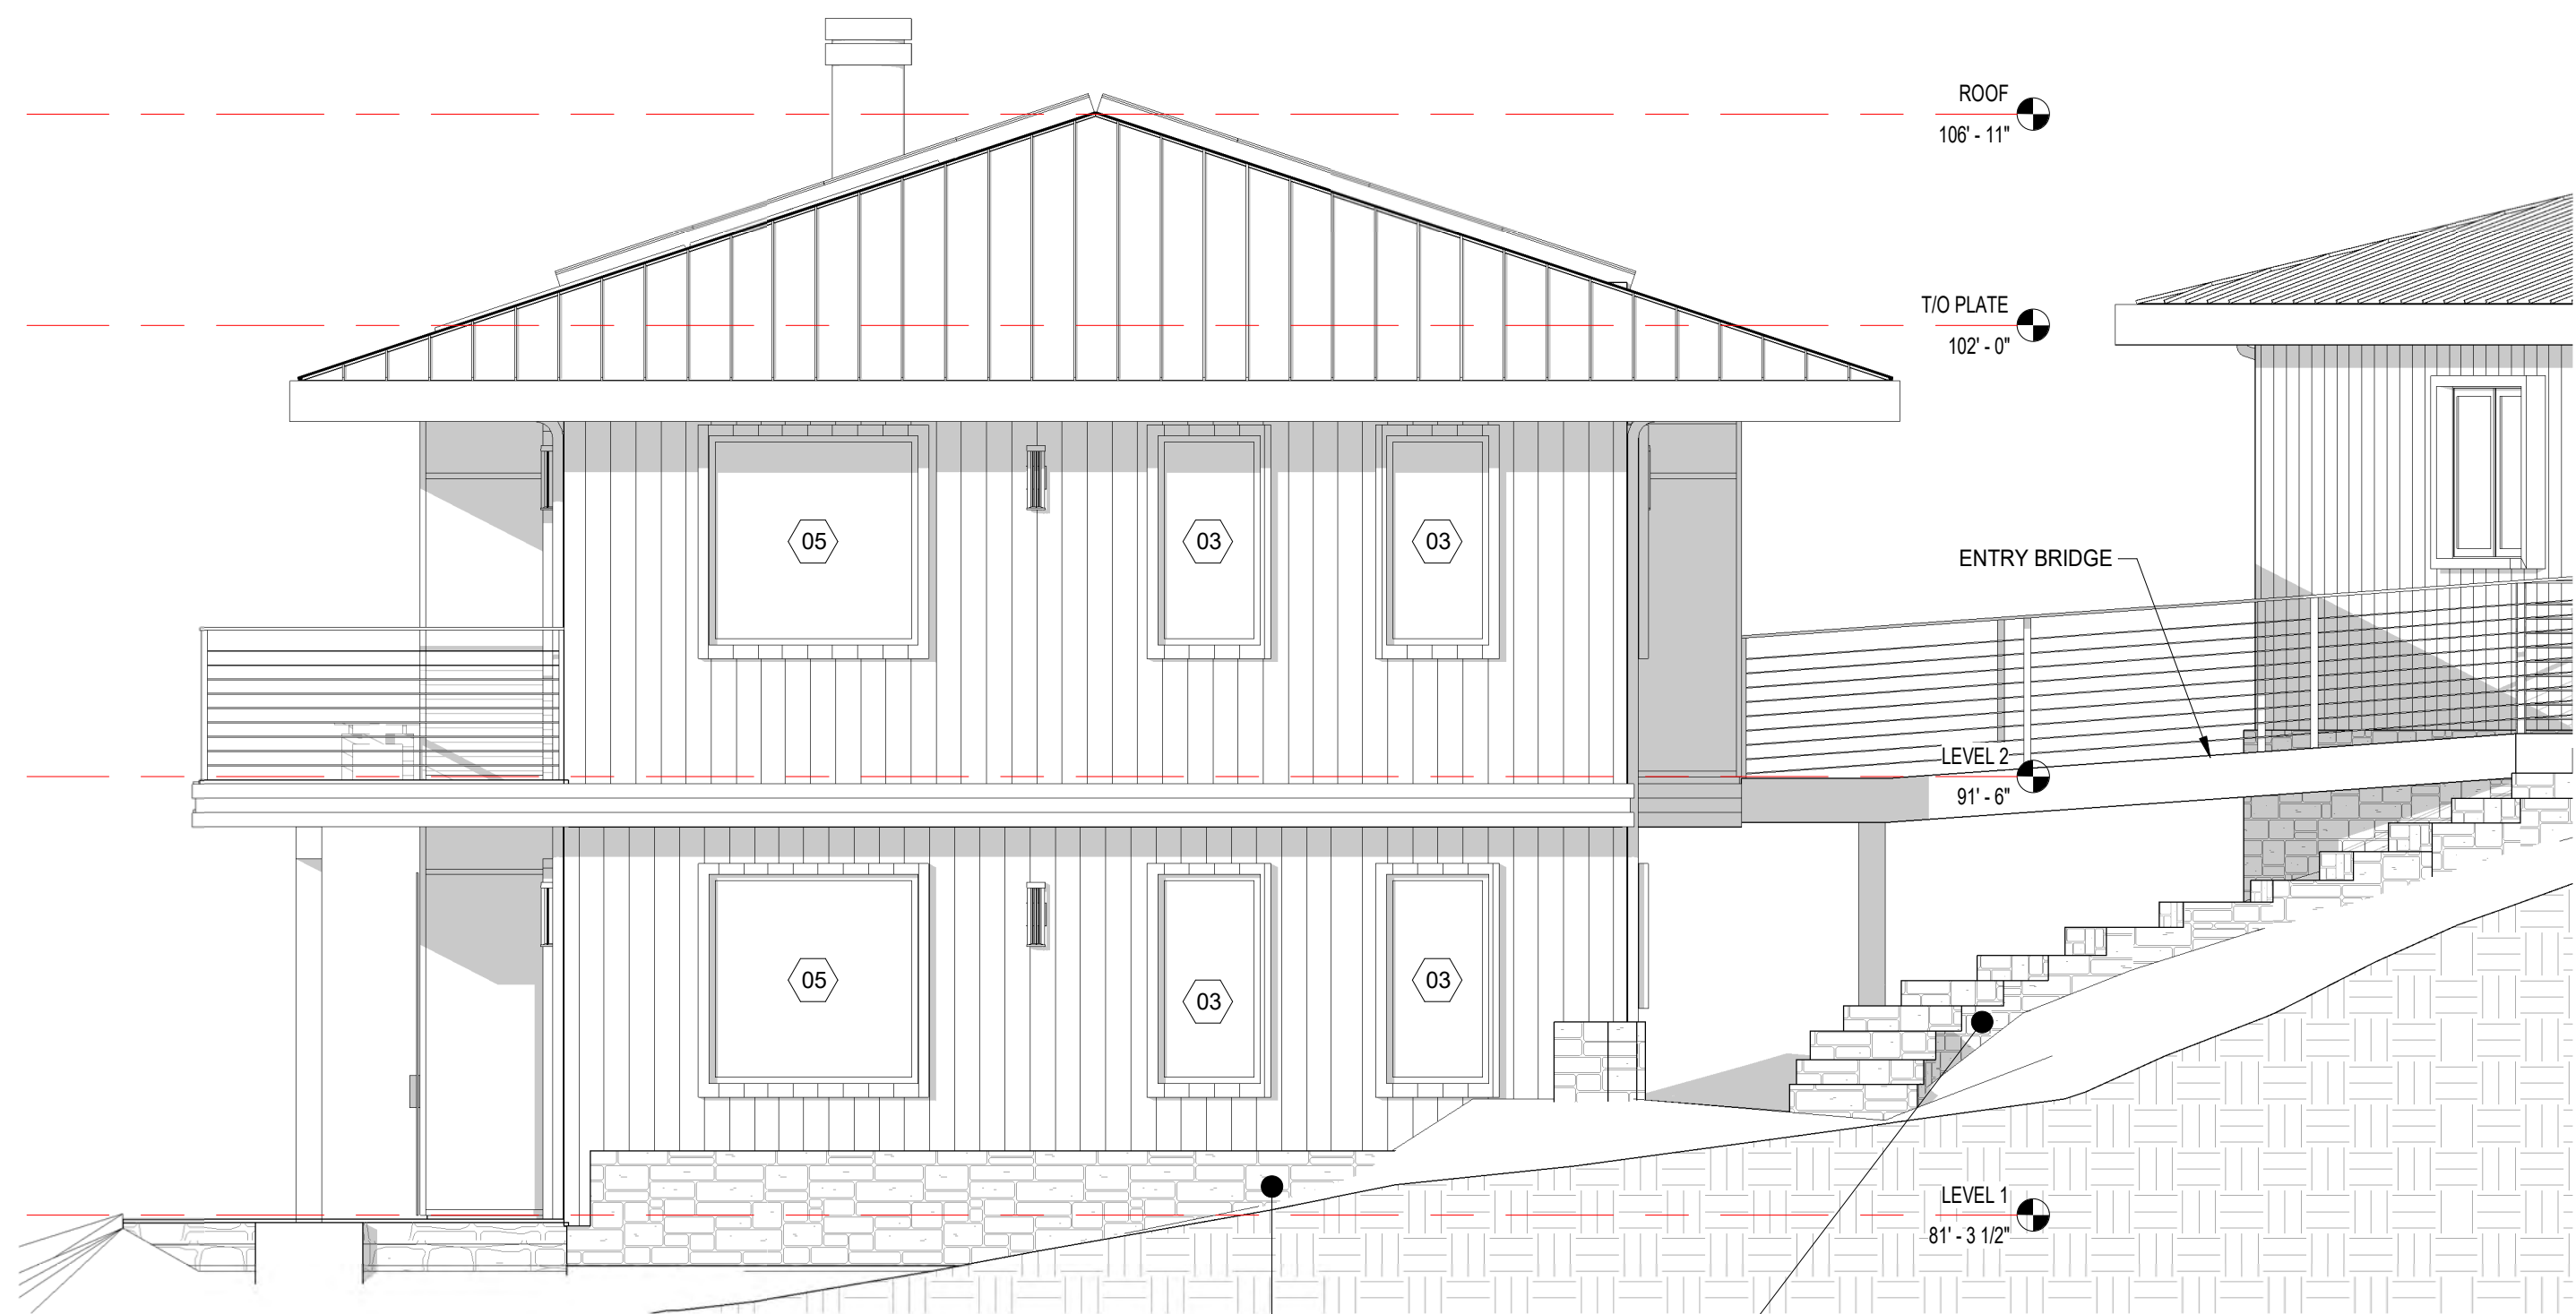 ROOF
106' - 11"
T/O PLATE
102' - 0"
05
03
03
ENTRY BRIDGE
LEVEL 2
91' - 6"
05
03
03
LEVEL 1
81' - 3 1/2"